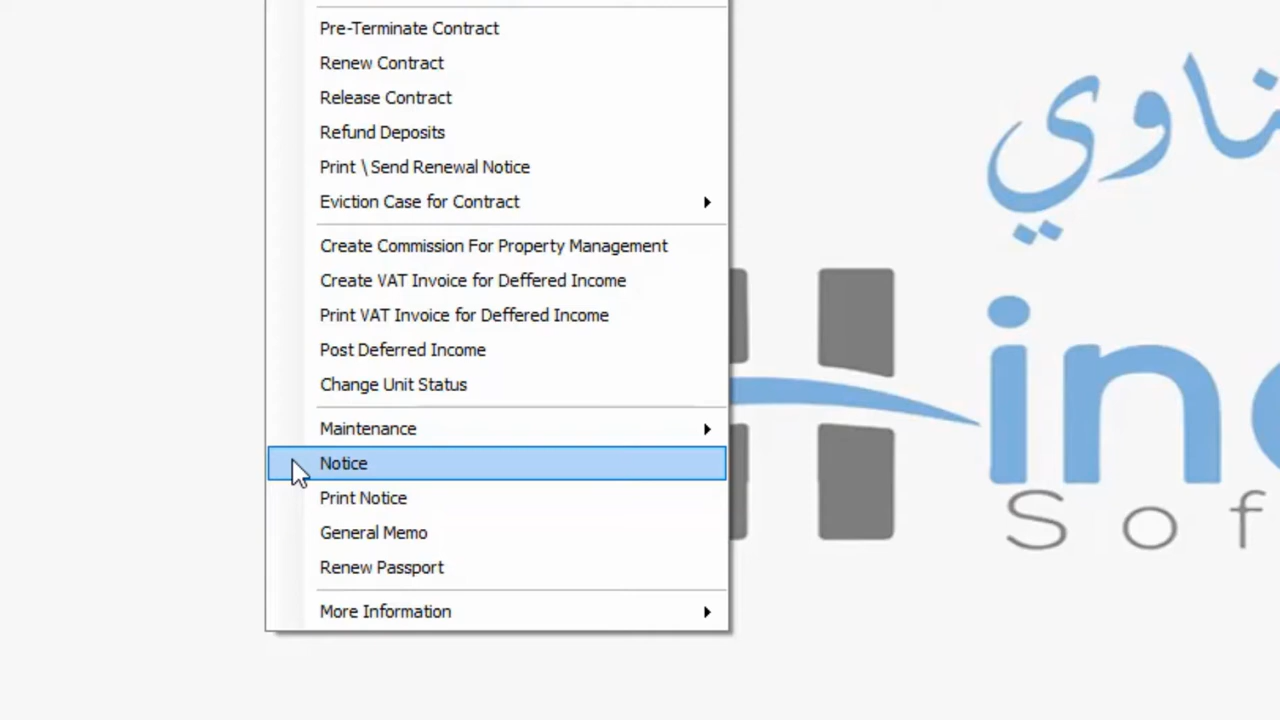 Pre-Terminate Contract
Renew Contract
Release Contract
Refund Deposits
Print \ Send Renewal Notice
Eviction Case for Contract
Create Commission For Property Management
Create VAT Invoice for Deffered Income
Print VAT Invoice for Deffered Income
Post Deferred Income
Change Unit Status
Maintenance
Notice
Print Notice
General Memo
Renew Passport
More Information